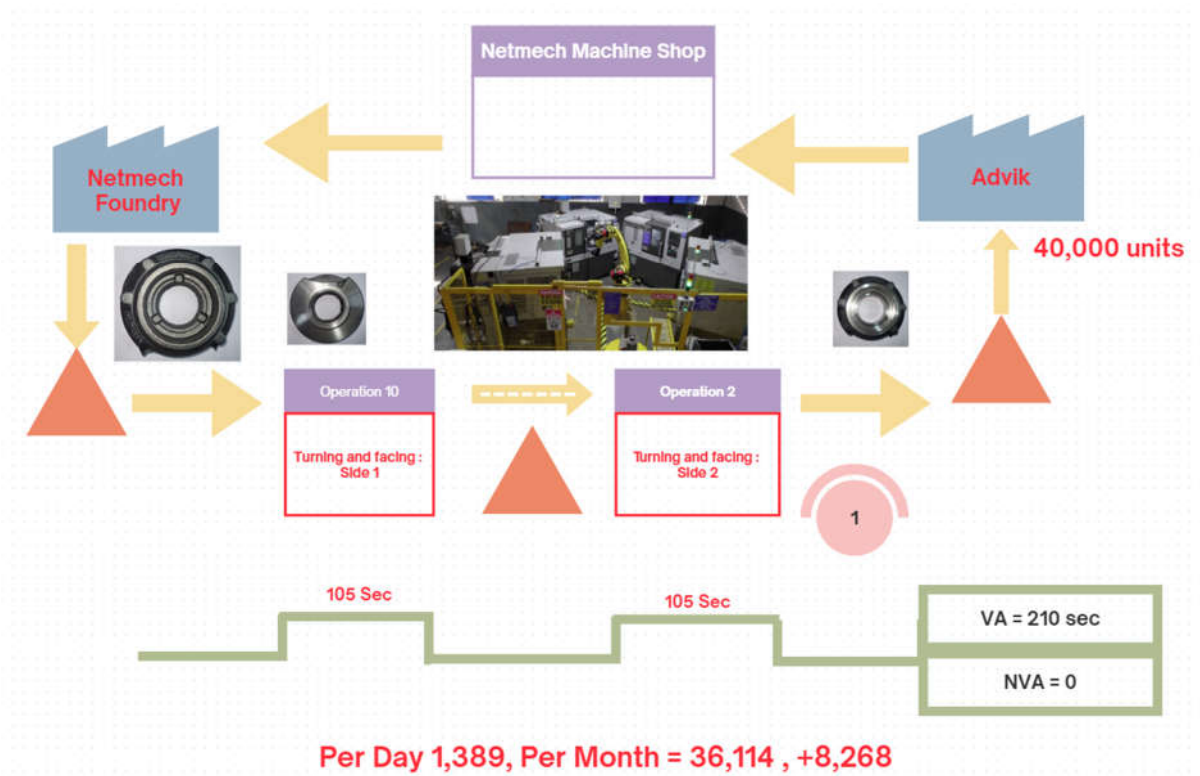 Netmech Machine Shop
Netmech
Foundry
Advik
40,000 units
Operation 10
Operation 2
Turning and facing :
Side 1
Turning and facing :
Side 2
1
105 Sec
105 Sec
VA = 210 sec
NVA = 0
Per Day 1,389, Per Month = 36,114 , +8,268